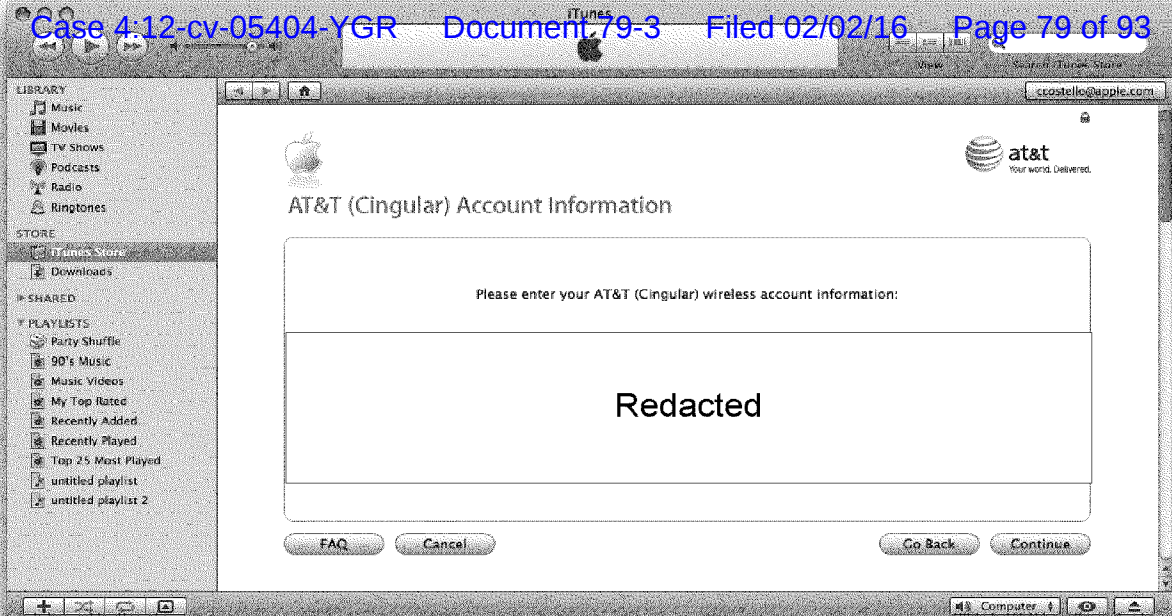 iTunes
Case 4:12-cv-05404-YGR Document 79-3 Filed 02/02/16 Page 79 of 93
View
Search iTunes Store
LIBRARY
ccostello@apple.com
Music
Movies
TV Shows
Podcasts
Radio
Ringtones
at&t
Your world. Delivered.
AT&T (Cingular) Account Information
STORE
iTunes Store
Downloads
SHARED
PLAYLISTS
Party Shuffle
90's Music
Music Videos
My Top Rated
Recently Added
Recently Played
Top 25 Most Played
untitled playlist
untitled playlist 2
Please enter your AT&T (Cingular) wireless account information:
Redacted
FAQ Cancel Go Back Continue
Computer